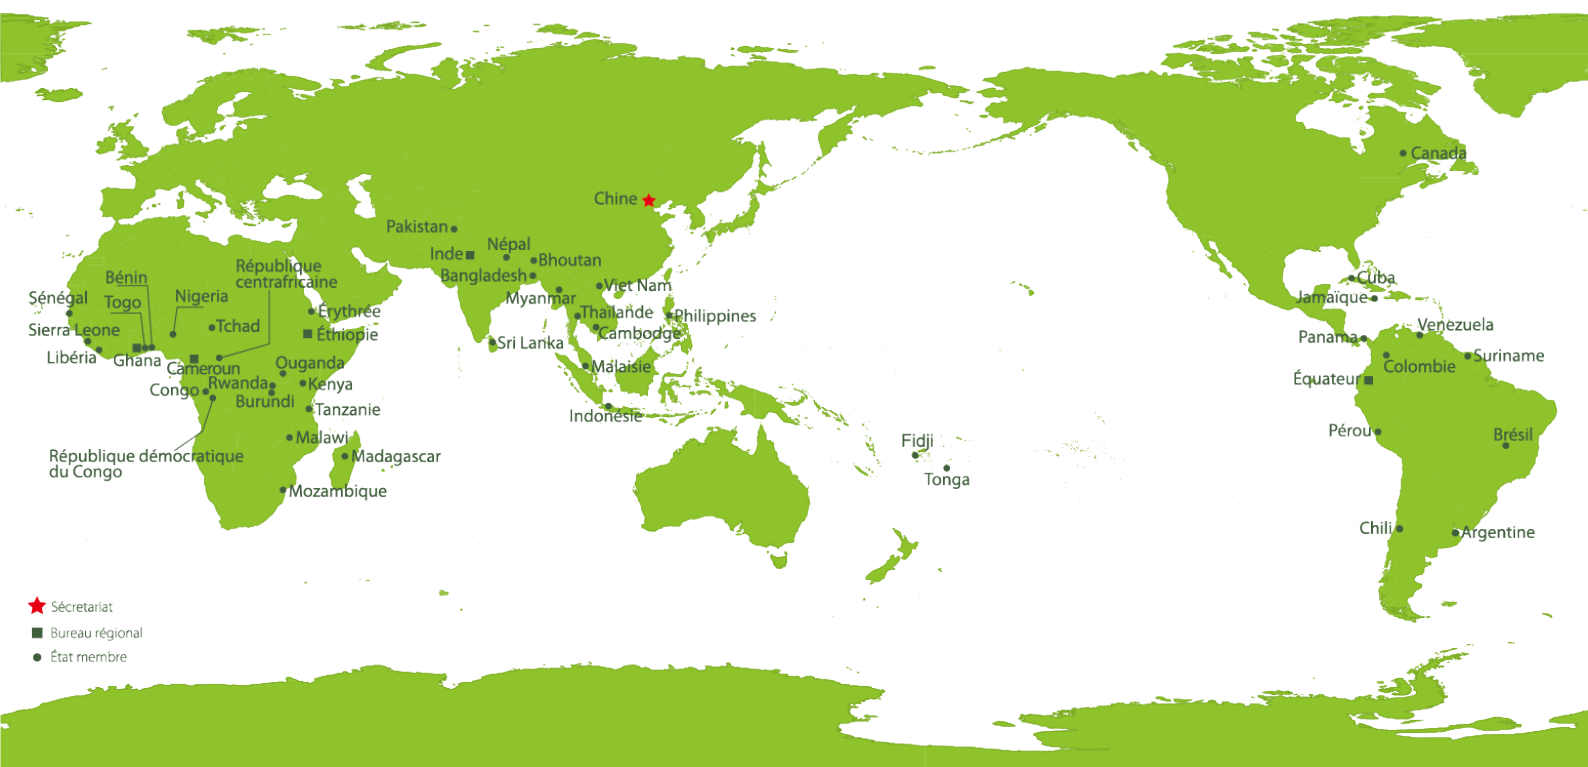 Canada
Chine
Pakistan
Népal
Inde
Bhoutan
République
centrafricaine
Bangladesh
Bénin
Cuba
Viet Nam
Sénégal
Togo
Nigeria
Myanmar
Jamaïque
Érythrée
Thaïlande
Philippines
Tchad
Venezuela
Sierra Leone
Éthiopie
Cambodge
Panama
Sri Lanka
Libéria
Ghana
Suriname
Cameroun
Ouganda
Malaisie
Colombie
Équateur
Congo
Rwanda
Kenya
Burundi
Tanzanie
Indonésie
Pérou
Brésil
Malawi
Fidji
République démocratique
du Congo
Madagascar
Tonga
Mozambique
Chili
Argentine
Sécretariat
Bureau régional
État membre